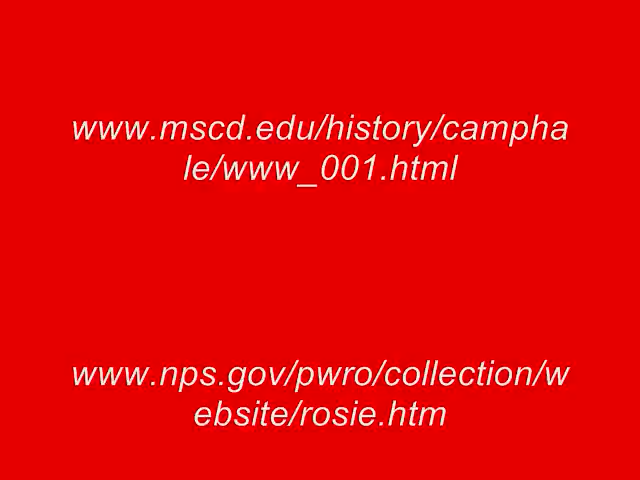 www.mscd.edu/history/campha
le/www_001.html
www.nps.gov/pwro/collection/w
ebsite/rosie.htm